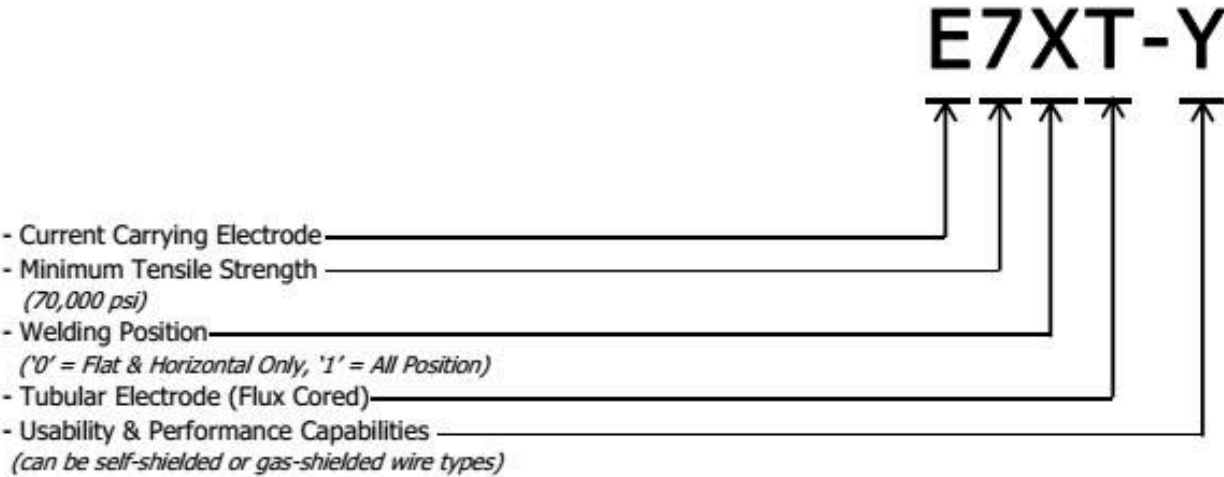 E7XT-Y
- Current Carrying Electrode
- Minimum Tensile Strength
(70,000 psi)
- Welding Position
('0' = Flat & Horizontal Only, '1' = All Position)
- Tubular Electrode (Flux Cored)
- Usability & Performance Capabilities
(can be self-shielded or gas-shielded wire types)